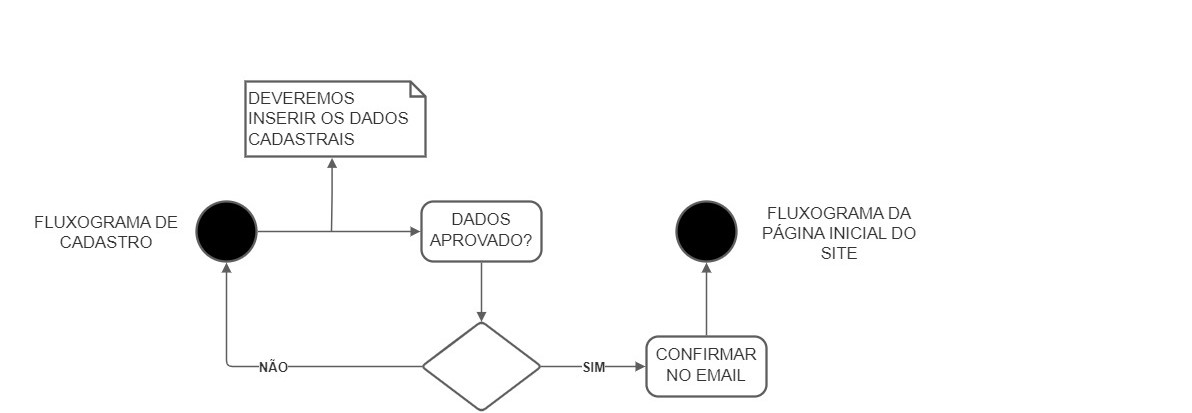 DEVEREMOS
INSERIR OS DADOS
CADASTRAIS
FLUXOGRAMA DE
CADASTRO
DADOS
APROVADO?
FLUXOGRAMA DA
PÁGINA INICIAL DO
SITE
NÃO
SIM
CONFIRMAR
NO EMAIL